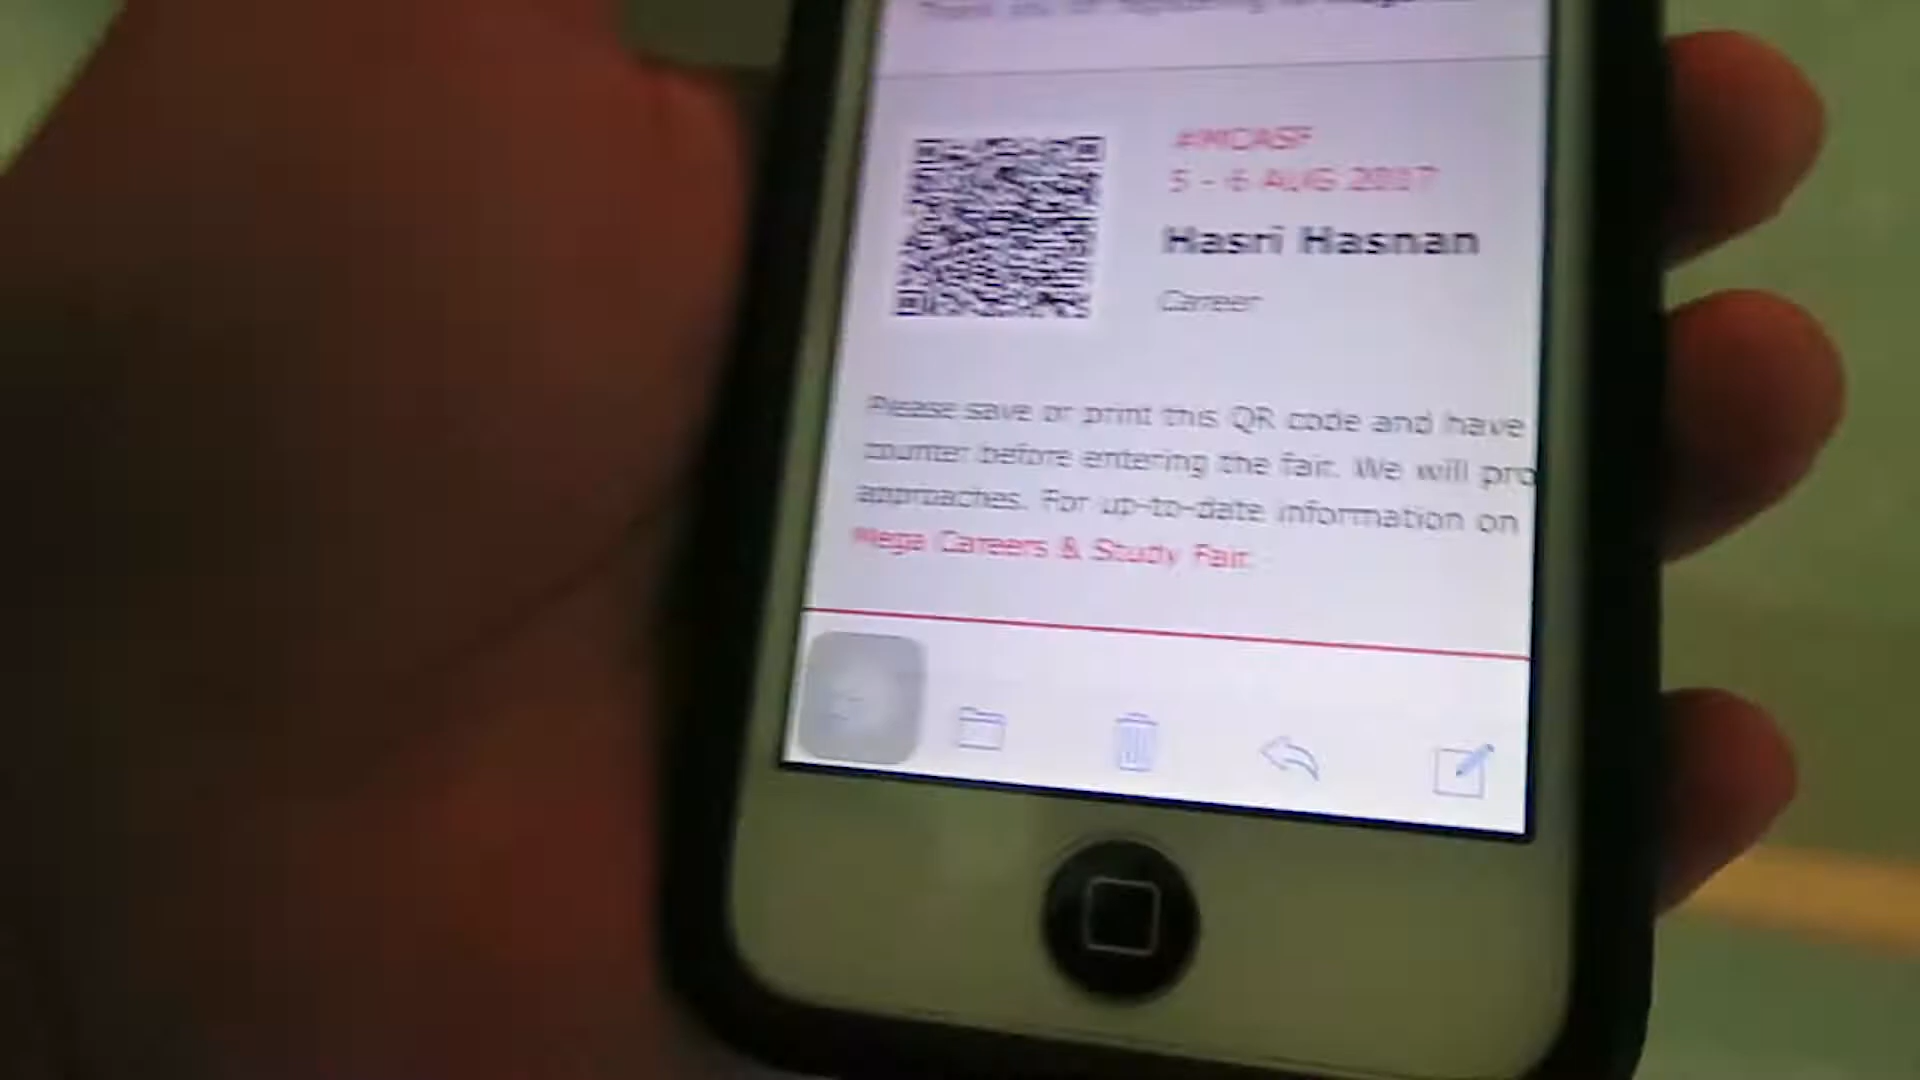 #MCASF
5 - 6 AUG 2017
Hasri Hasnan
Career
Please save or print this QR code and have
counter before entering the fair. We will pro
approaches. For up-to-date information on
Mega Careers & Study Fair.